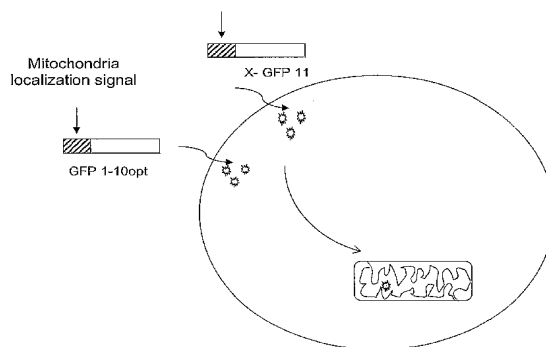 X- GFP 11
Mitochondria
localization signal
GFP 1-10opt